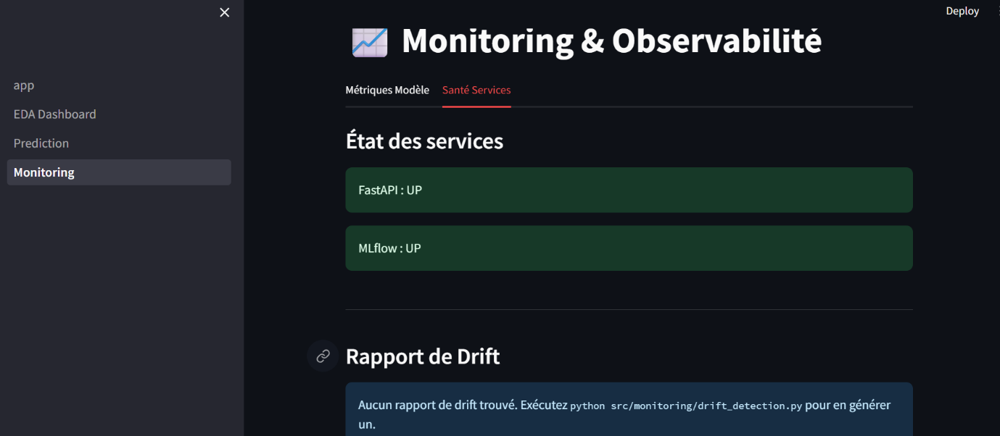 Deploy
app
EDA Dashboard
Prediction
Monitoring
Monitoring & Observabilité
Métriques Modèle Santé Services
État des services
FastAPI : UP
MLflow : UP
Rapport de Drift
Aucun rapport de drift trouvé. Exécutez python src/monitoring/drift_detection.py pour en générer
un.